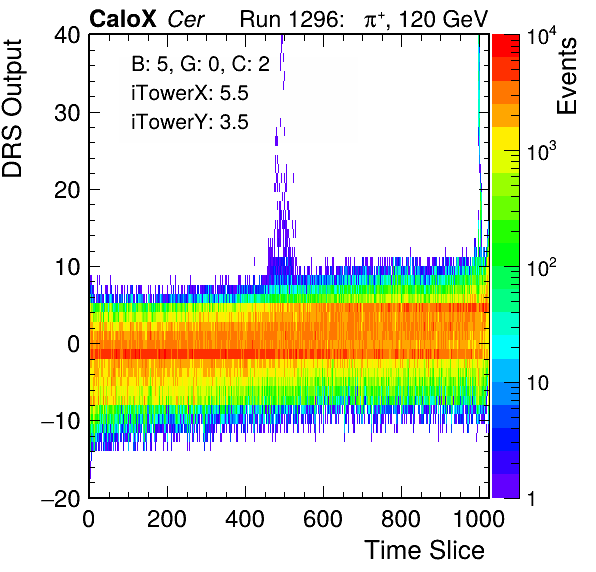 CaloX Cer Run 1296: π⁺, 120 GeV
B: 5, G: 0, C: 2
iTowerX: 5.5
iTowerY: 3.5
DRS Output
40
30
20
10
0
−10
−20
0 200 400 600 800 1000
Time Slice
Events
10⁴
10³
10²
10
1